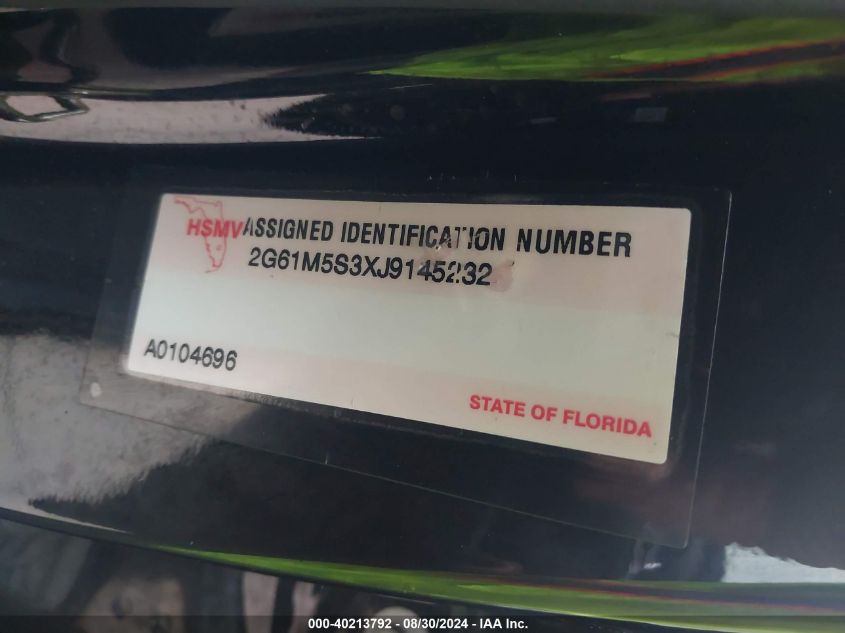 HSMV ASSIGNED IDENTIFICATION NUMBER
2G61M5S3XJ9145232
A0104696
STATE OF FLORIDA
000-40213792 - 08/30/2024 - IAA Inc.